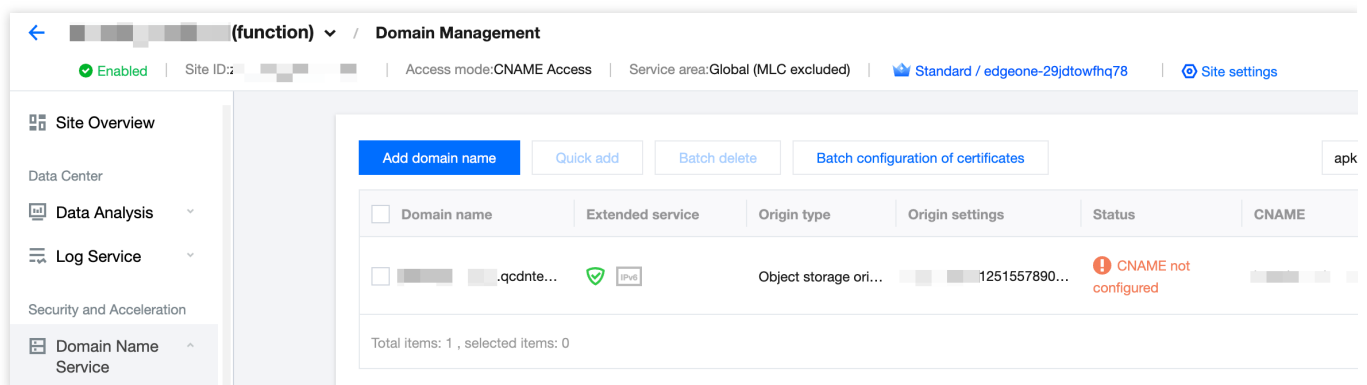 (function) / Domain Management
Enabled Site ID:z Access mode:CNAME Access Service area:Global (MLC excluded) Standard / edgeone-29jdtowfhq78 Site settings
Site Overview
Data Center
Data Analysis
Log Service
Security and Acceleration
Domain Name
Service
Add domain name Quick add Batch delete Batch configuration of certificates apk
Domain name Extended service Origin type Origin settings Status CNAME
.qcdnte... IPv6 Object storage ori... 1251557890... CNAME not
configured
Total items: 1 , selected items: 0